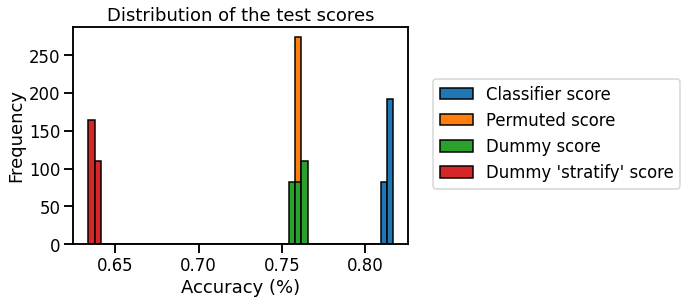 Distribution of the test scores
Frequency
250
200
150
100
50
0
0.65 0.70 0.75 0.80
Accuracy (%)
Classifier score
Permuted score
Dummy score
Dummy 'stratify' score